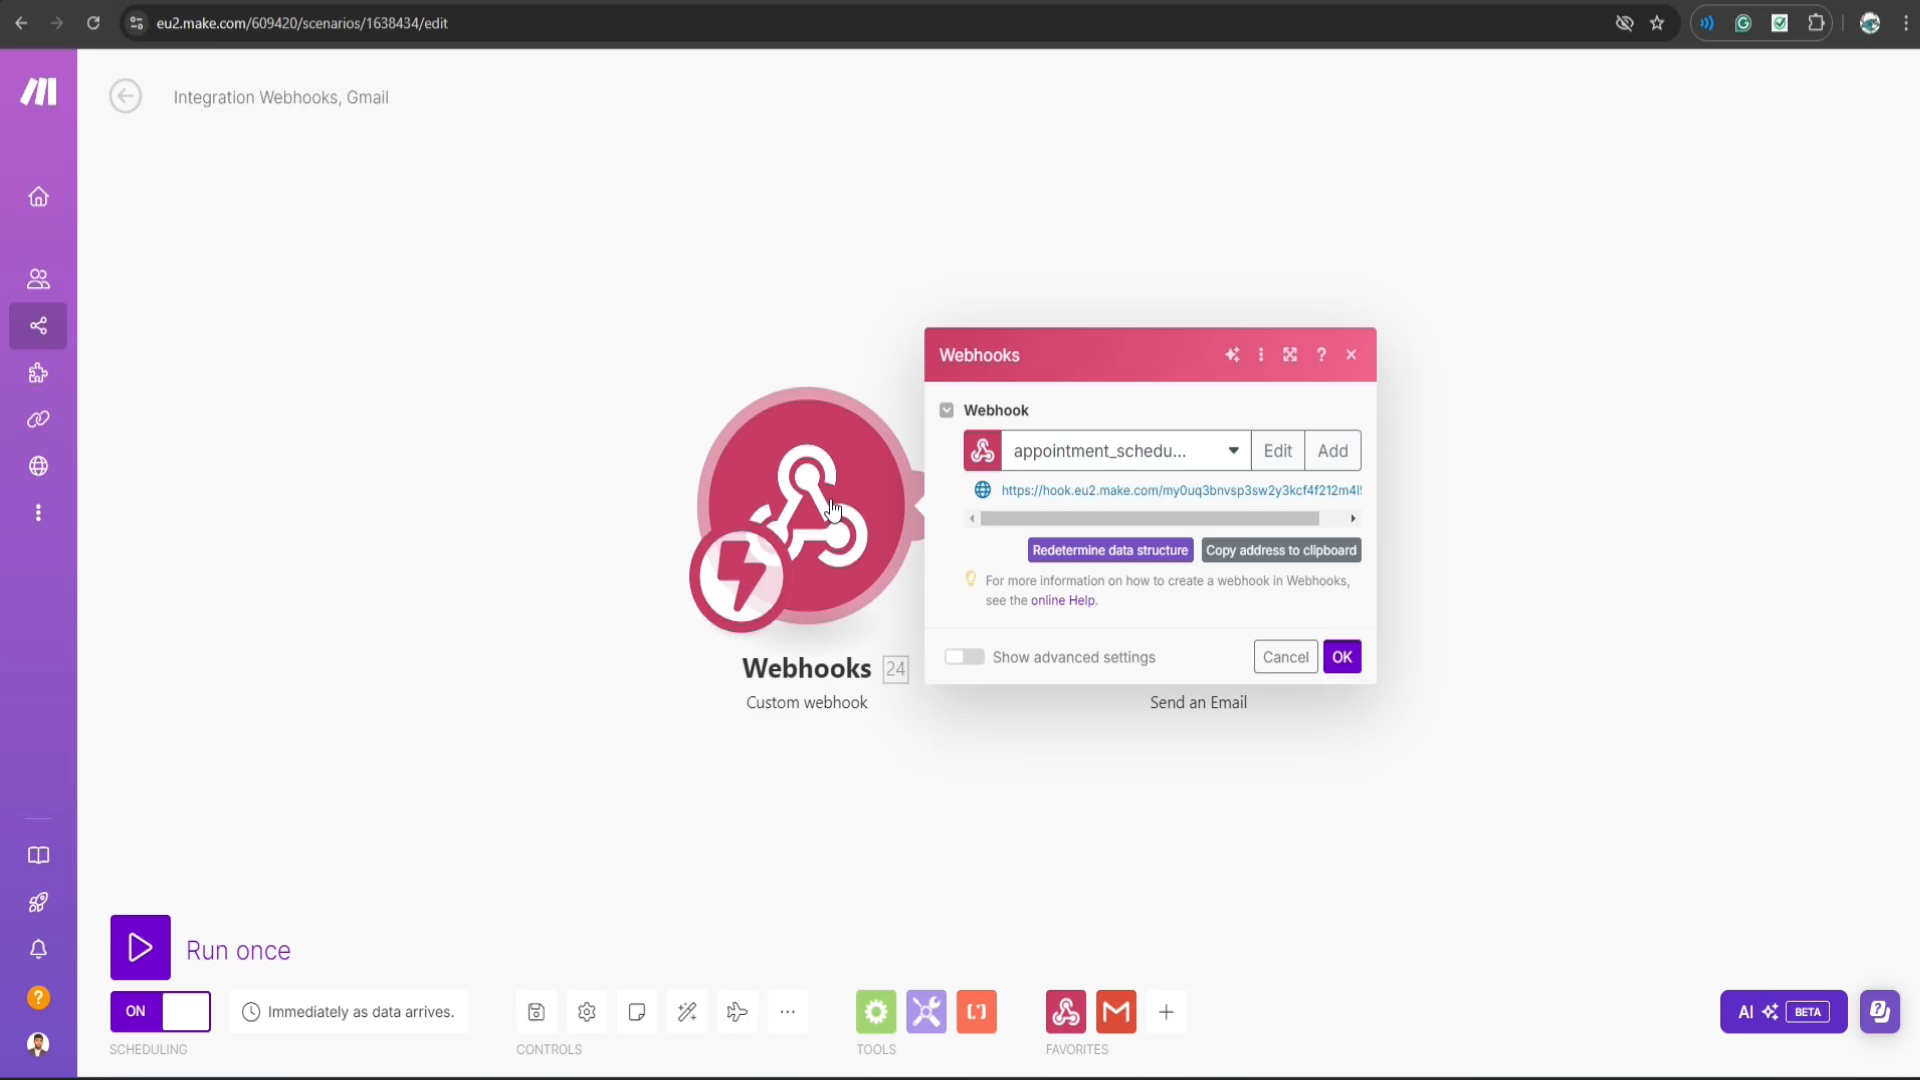 eu2.make.com/609420/scenarios/1638434/edit
Integration Webhooks, Gmail
Webhooks
Webhook
appointment_schedu...
Edit
Add
https://hook.eu2.make.com/my0uq3bnvsp3sw2y3kcf4f212m4l
Redetermine data structure
Copy address to clipboard
For more information on how to create a webhook in Webhooks,
see the online Help.
Show advanced settings
Cancel
OK
Webhooks 24
Custom webhook
Send an Email
Run once
ON
Immediately as data arrives.
SCHEDULING
CONTROLS
TOOLS
FAVORITES
AI BETA